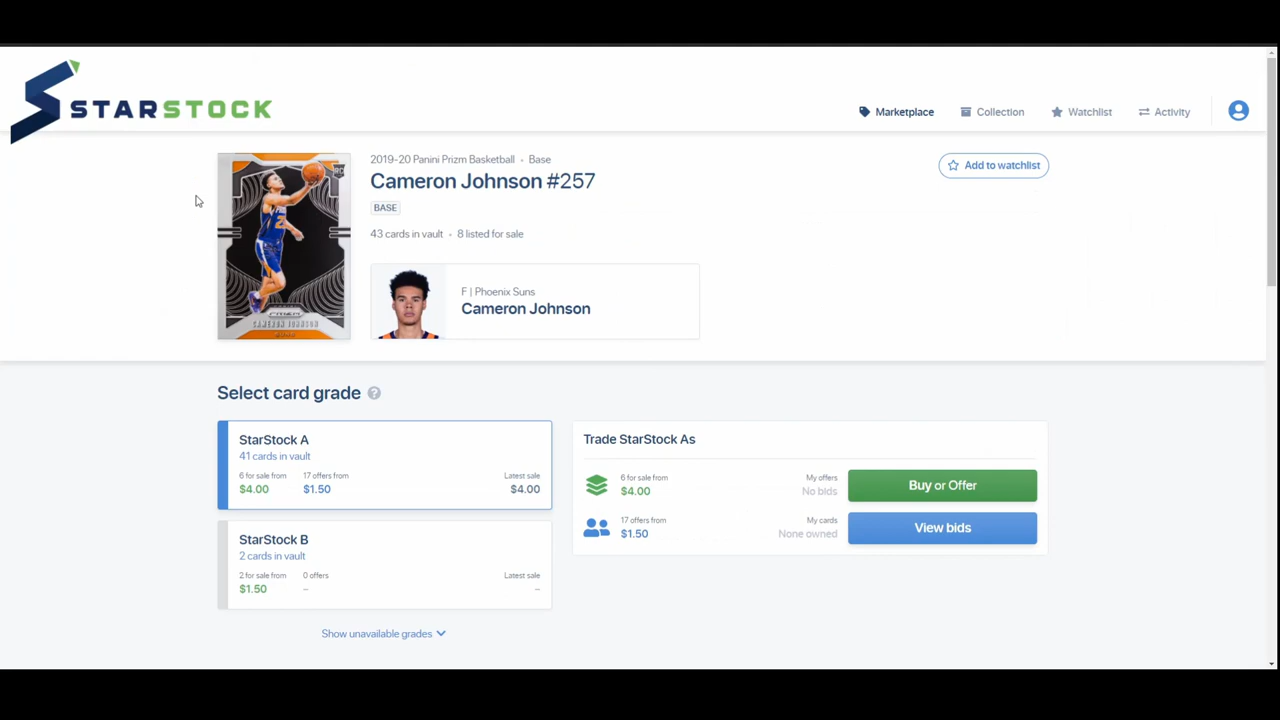 STARSTOCK
Marketplace
Collection
Watchlist
Activity
2019-20 Panini Prizm Basketball • Base
Add to watchlist
Cameron Johnson #257
BASE
43 cards in vault • 8 listed for sale
F | Phoenix Suns
Cameron Johnson
RC
PRIZM
CAMERON JOHNSON
Select card grade ?
StarStock A
41 cards in vault
6 for sale from
17 offers from
Latest sale
$4.00
$1.50
$4.00
StarStock B
2 cards in vault
2 for sale from
0 offers
Latest sale
$1.50
–
–
Show unavailable grades
Trade StarStock As
6 for sale from
$4.00
My offers
No bids
Buy or Offer
17 offers from
$1.50
My cards
None owned
View bids